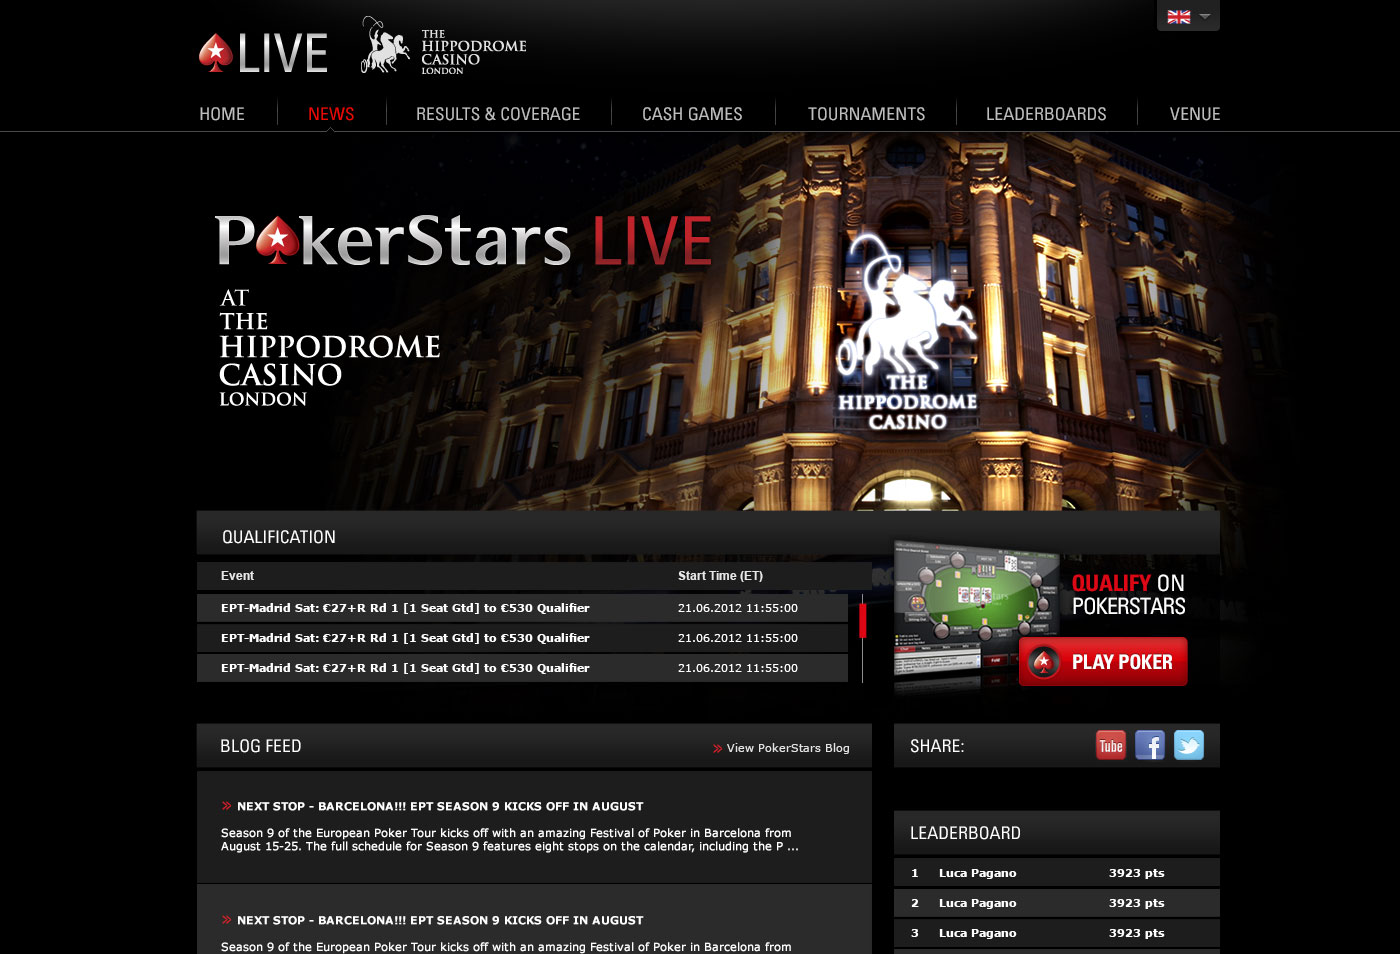 LIVE
THE
HIPPODROME
CASINO
LONDON
HOME
NEWS
RESULTS & COVERAGE
CASH GAMES
TOURNAMENTS
LEADERBOARDS
VENUE
PokerStars LIVE
AT
THE
HIPPODROME
CASINO
LONDON
THE
HIPPODROME
CASINO
QUALIFICATION
Event Start Time (ET)
EPT-Madrid Sat: €27+R Rd 1 [1 Seat Gtd] to €530 Qualifier 21.06.2012 11:55:00
EPT-Madrid Sat: €27+R Rd 1 [1 Seat Gtd] to €530 Qualifier 21.06.2012 11:55:00
EPT-Madrid Sat: €27+R Rd 1 [1 Seat Gtd] to €530 Qualifier 21.06.2012 11:55:00
QUALIFY ON
POKERSTARS
PLAY POKER
BLOG FEED
View PokerStars Blog
NEXT STOP - BARCELONA!!! EPT SEASON 9 KICKS OFF IN AUGUST
Season 9 of the European Poker Tour kicks off with an amazing Festival of Poker in Barcelona from
August 15-25. The full schedule for Season 9 features eight stops on the calendar, including the P ...
NEXT STOP - BARCELONA!!! EPT SEASON 9 KICKS OFF IN AUGUST
Season 9 of the European Poker Tour kicks off with an amazing Festival of Poker in Barcelona from
SHARE:
Tube
LEADERBOARD
1 Luca Pagano 3923 pts
2 Luca Pagano 3923 pts
3 Luca Pagano 3923 pts